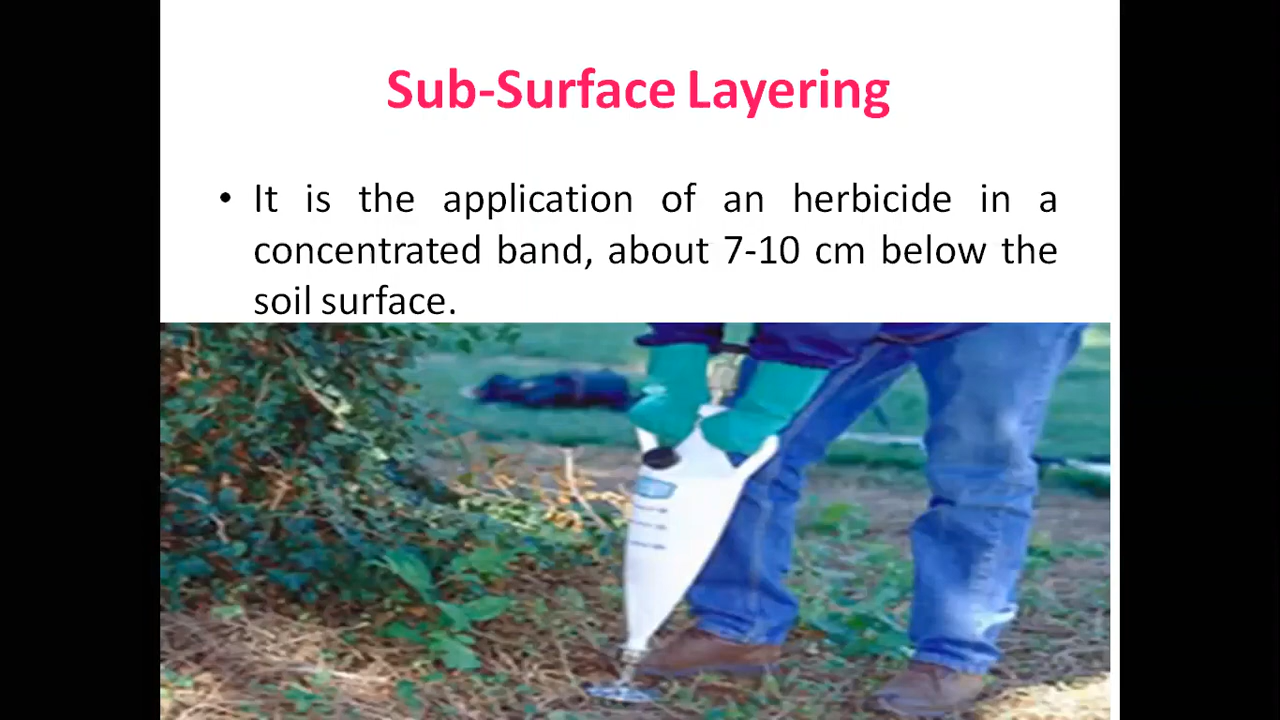 Sub-Surface Layering
• It is the application of an herbicide in a
concentrated band, about 7-10 cm below the
soil surface.